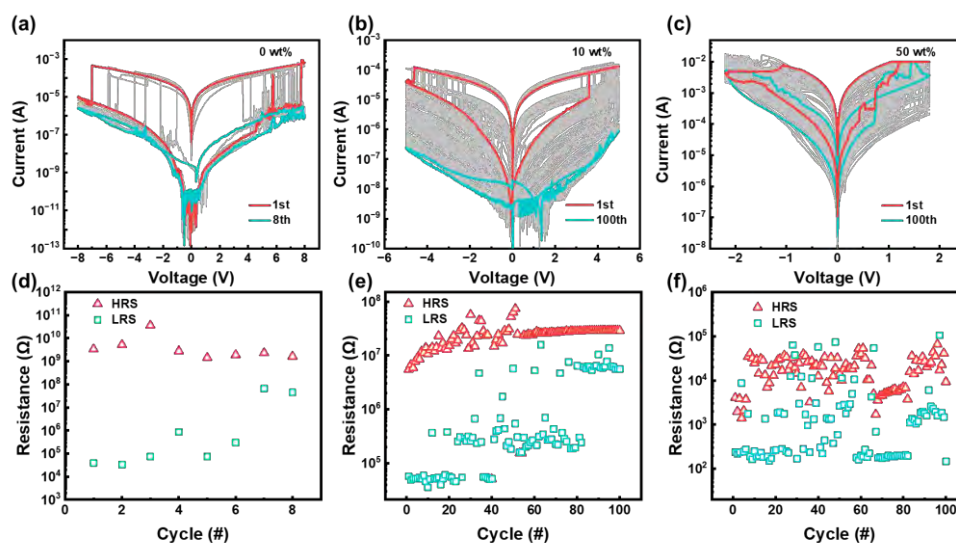 (a)
0 wt%
Current (A)
10⁻³
10⁻⁵
10⁻⁷
10⁻⁹
10⁻¹¹
10⁻¹³
1st
8th
-8 -6 -4 -2 0 2 4 6 8
Voltage (V)
(b)
10 wt%
Current (A)
10⁻³
10⁻⁴
10⁻⁵
10⁻⁶
10⁻⁷
10⁻⁸
10⁻⁹
10⁻¹⁰
1st
100th
-4 -2 0 2 4 6
Voltage (V)
(c)
50 wt%
Current (A)
10⁻²
10⁻³
10⁻⁴
10⁻⁵
10⁻⁶
10⁻⁷
10⁻⁸
1st
100th
-2 -1 0 1 2
Voltage (V)
(d)
HRS
LRS
Resistance (Ω)
10¹²
10¹¹
10¹⁰
10⁹
10⁸
10⁷
10⁶
10⁵
10⁴
10³
0 2 4 6 8
Cycle (#)
(e)
HRS
LRS
Resistance (Ω)
10⁸
10⁷
10⁶
10⁵
0 20 40 60 80 100
Cycle (#)
(f)
HRS
LRS
Resistance (Ω)
10⁶
10⁵
10⁴
10³
10²
0 20 40 60 80 100
Cycle (#)